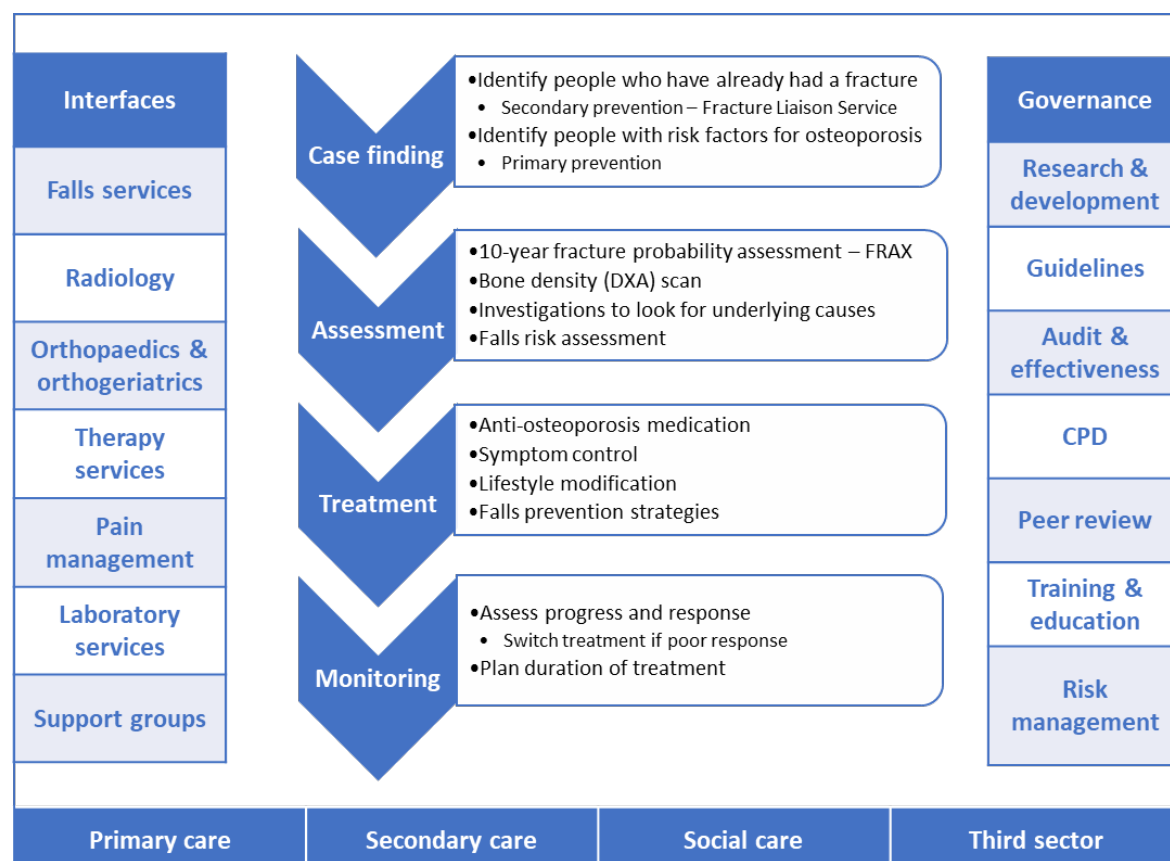 Interfaces
Falls services
Radiology
Orthopaedics &
orthogeriatrics
Therapy
services
Pain
management
Laboratory
services
Support groups
Case finding
•Identify people who have already had a fracture
• Secondary prevention – Fracture Liaison Service
•Identify people with risk factors for osteoporosis
• Primary prevention
Assessment
•10-year fracture probability assessment – FRAX
•Bone density (DXA) scan
•Investigations to look for underlying causes
•Falls risk assessment
Treatment
•Anti-osteoporosis medication
•Symptom control
•Lifestyle modification
•Falls prevention strategies
Monitoring
•Assess progress and response
• Switch treatment if poor response
•Plan duration of treatment
Governance
Research &
development
Guidelines
Audit &
effectiveness
CPD
Peer review
Training &
education
Risk
management
Primary care
Secondary care
Social care
Third sector